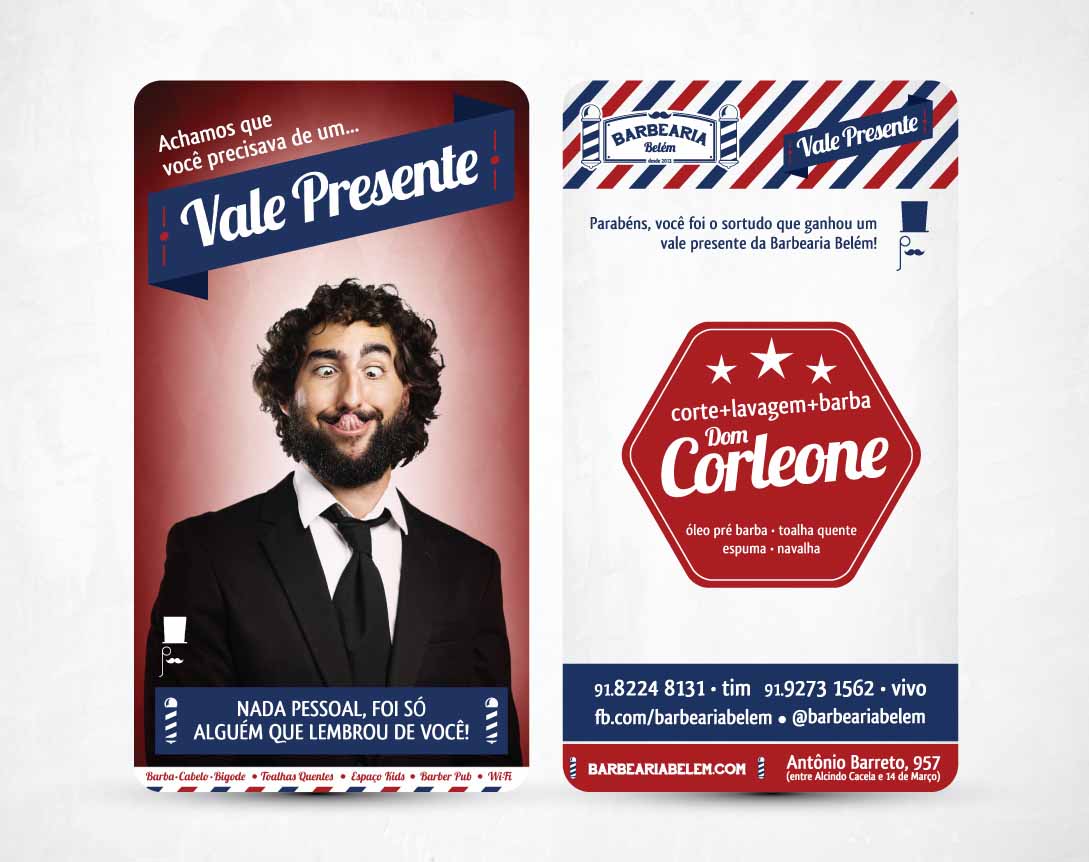 Achamos que
você precisava de um...
Vale Presente
NADA PESSOAL, FOI SÓ
ALGUÉM QUE LEMBROU DE VOCÊ!
Barba-Cabelo-Bigode • Toalhas Quentes • Espaço Kids • Barber Pub • Wi-Fi
BARBEARIA
Belém
desde 2012
Vale Presente
Parabéns, você foi o sortudo que ganhou um
vale presente da Barbearia Belém!
corte+lavagem+barba
Dom
Corleone
óleo pré barba • toalha quente
espuma • navalha
91.8224 8131 • tim 91.9273 1562 • vivo
fb.com/barbeariabelem • @barbeariabelem
BARBEARIABELEM.COM
Antônio Barreto, 957
(entre Alcindo Cacela e 14 de Março)